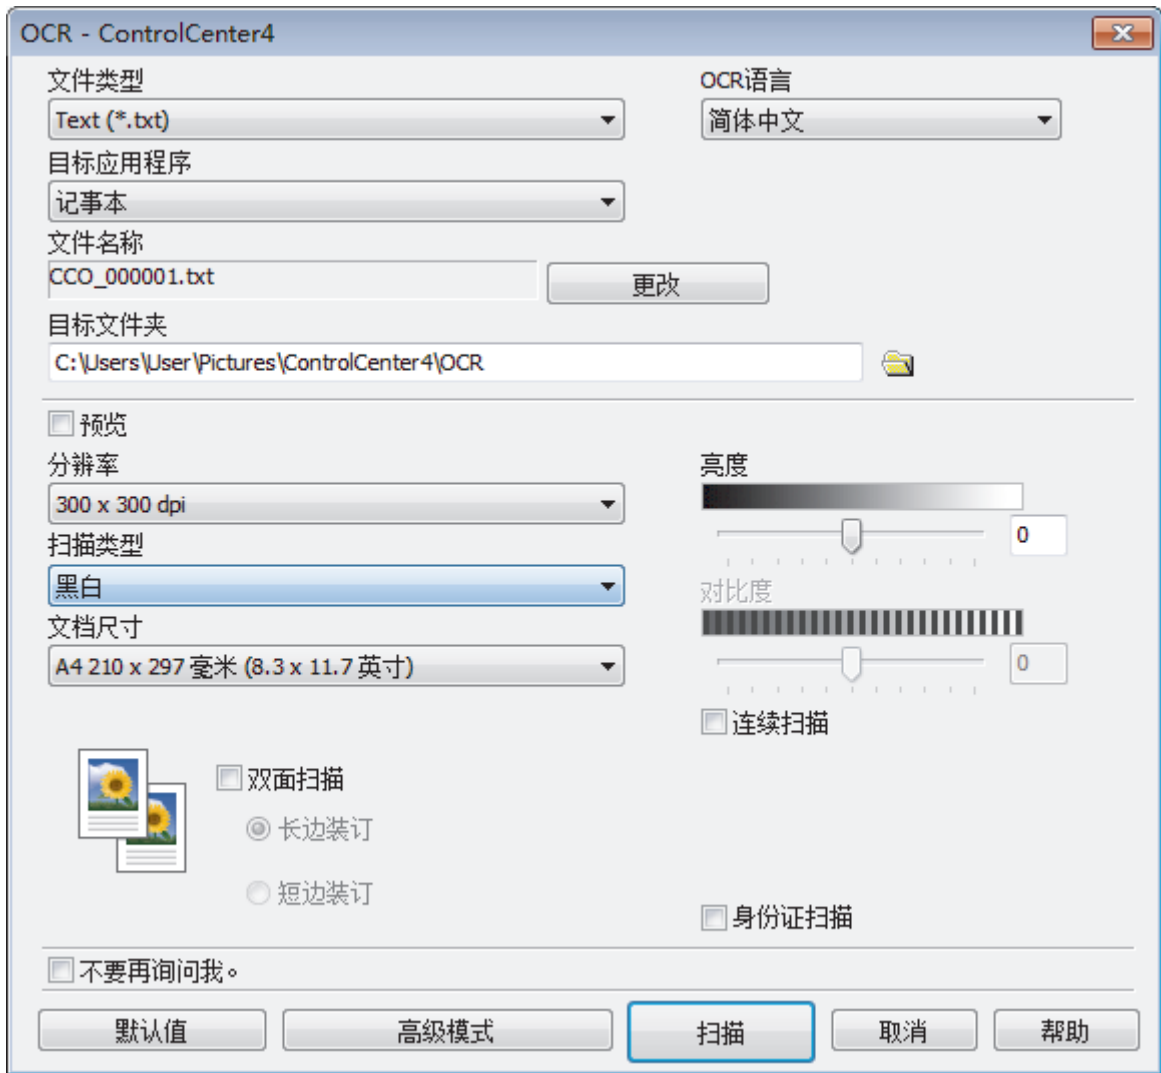 OCR - ControlCenter4
文件类型
Text (*.txt)
OCR语言
简体中文
目标应用程序
记事本
文件名称
CCO_000001.txt
更改
目标文件夹
C:\Users\User\Pictures\ControlCenter4\OCR
预览
分辨率
300 x 300 dpi
扫描类型
黑白
文档尺寸
A4 210 x 297 毫米 (8.3 x 11.7 英寸)
亮度
0
对比度
0
连续扫描
双面扫描
长边装订
短边装订
身份证扫描
不要再询问我。
默认值
高级模式
扫描
取消
帮助